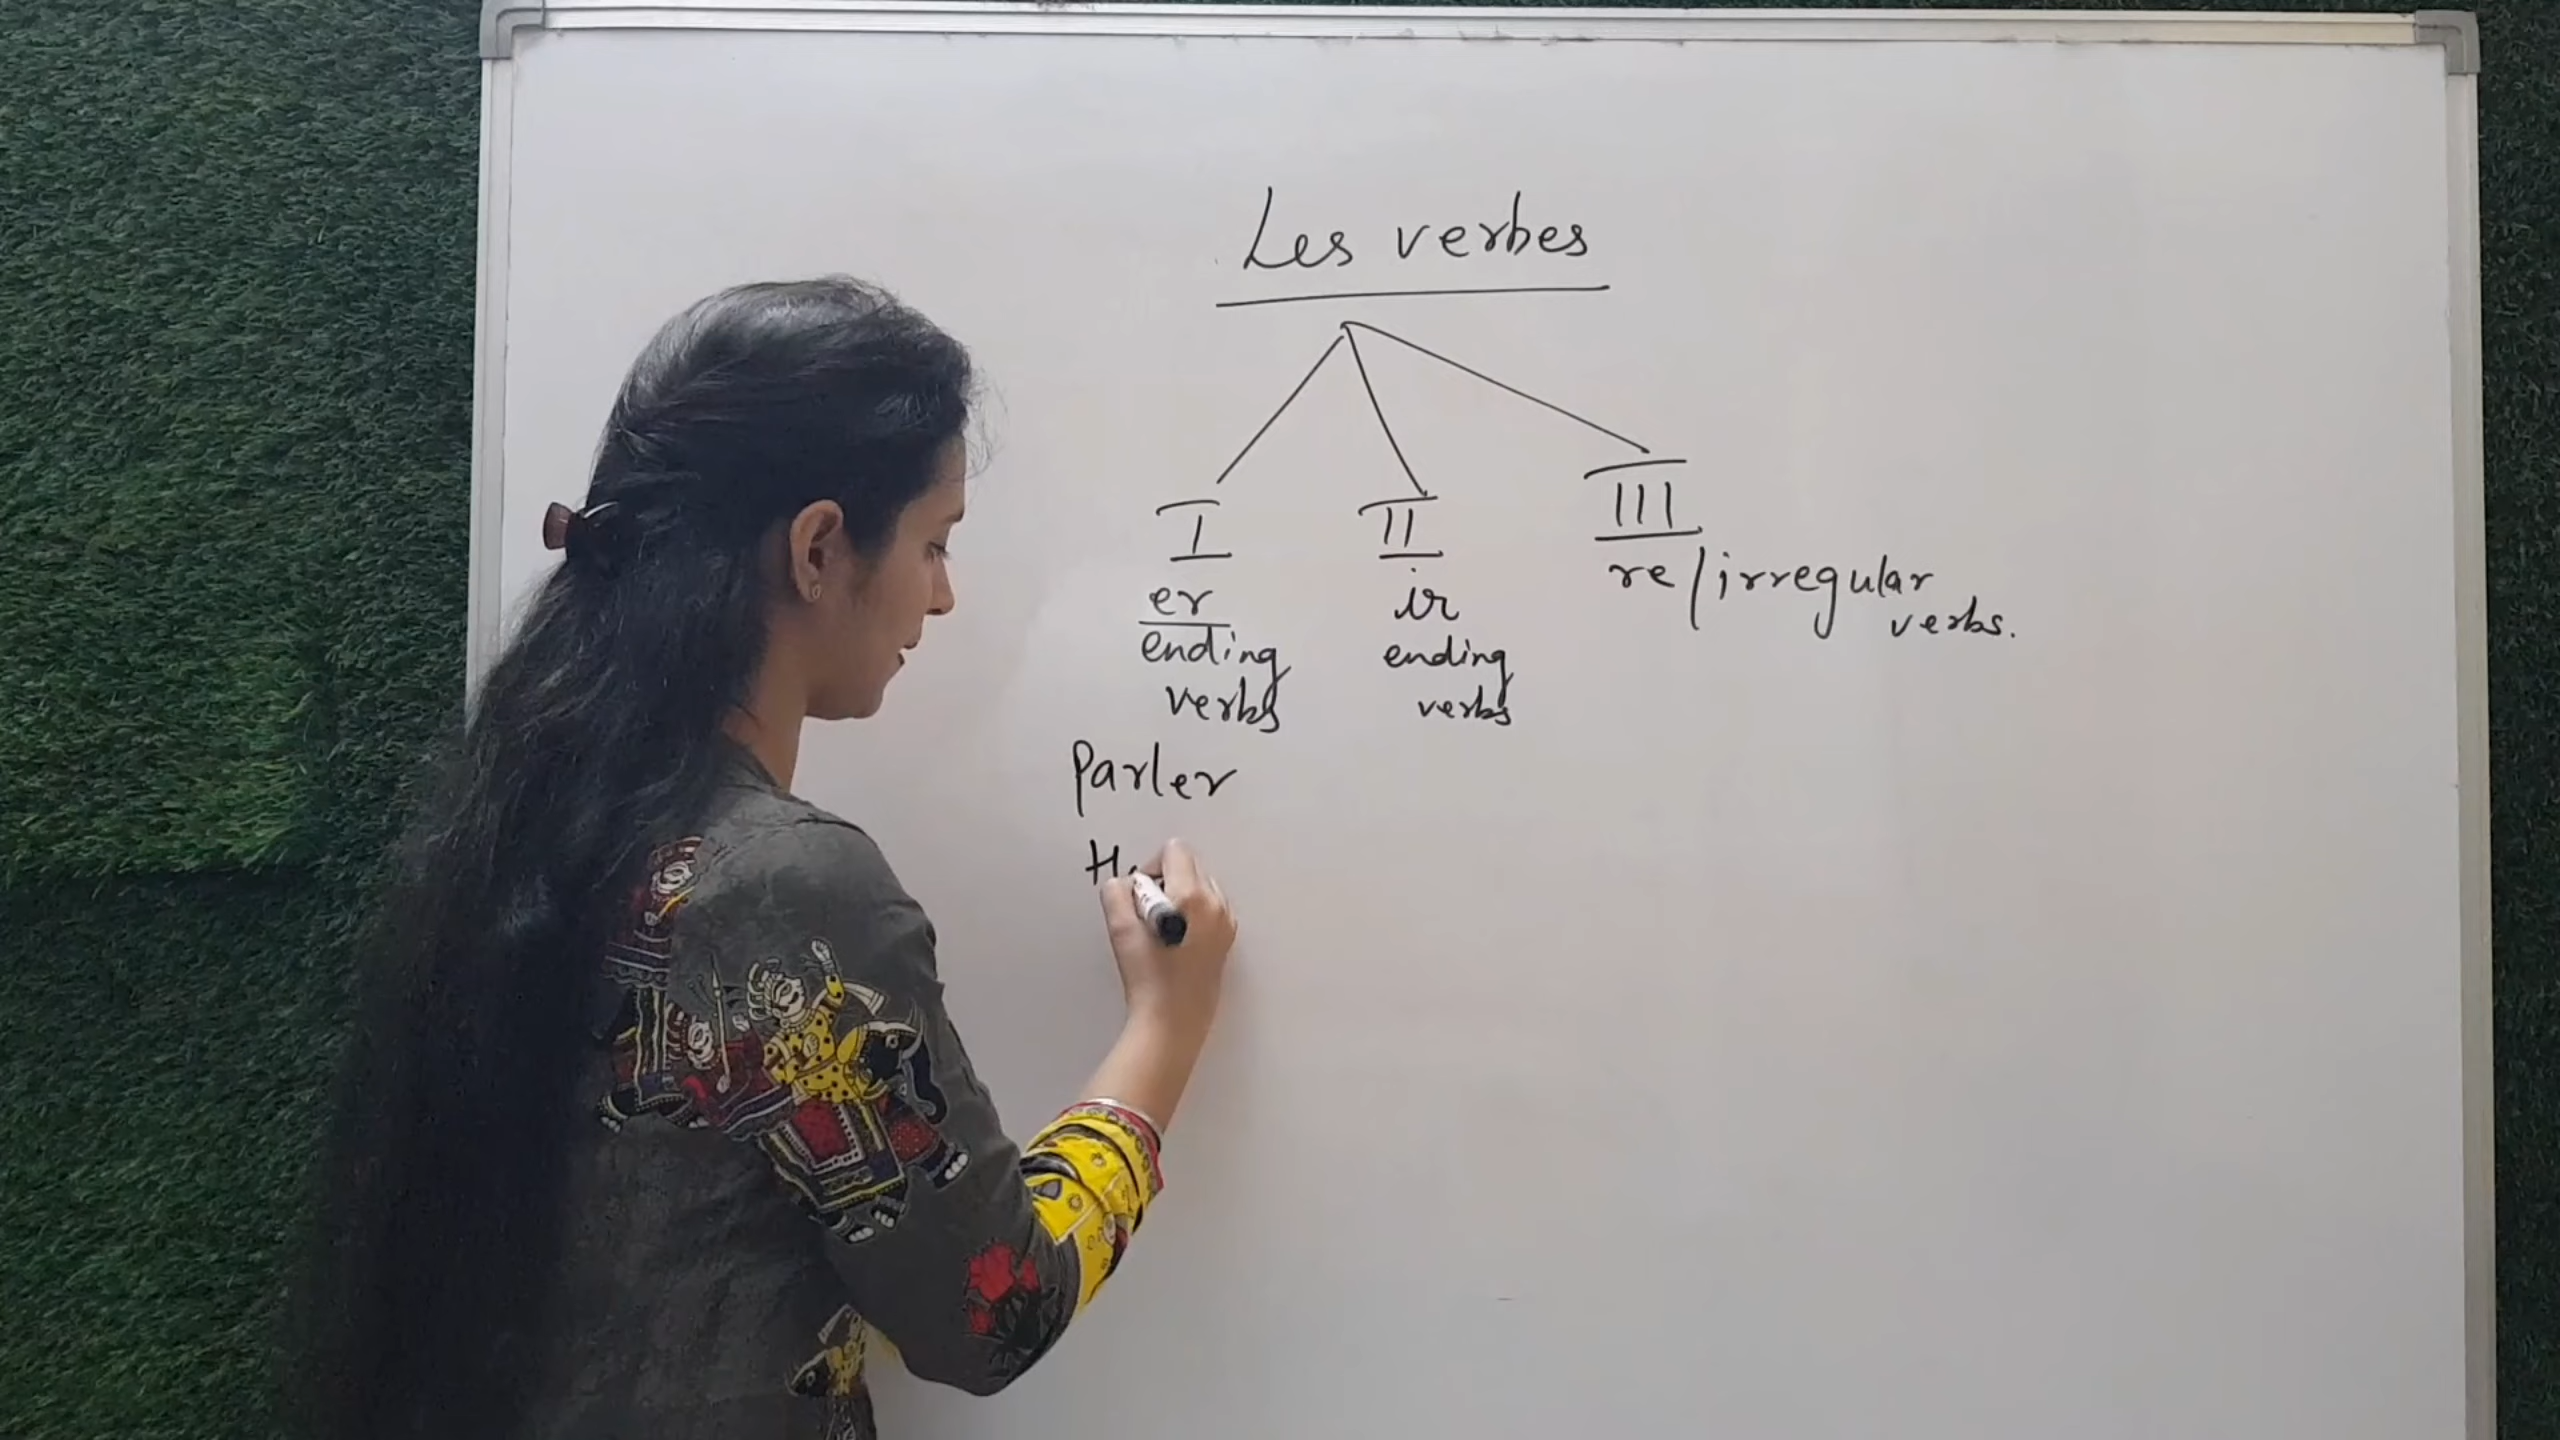 Les verbes
I II III
er ir re/irregular
verbs.
ending ending
verbs verbs
Parler